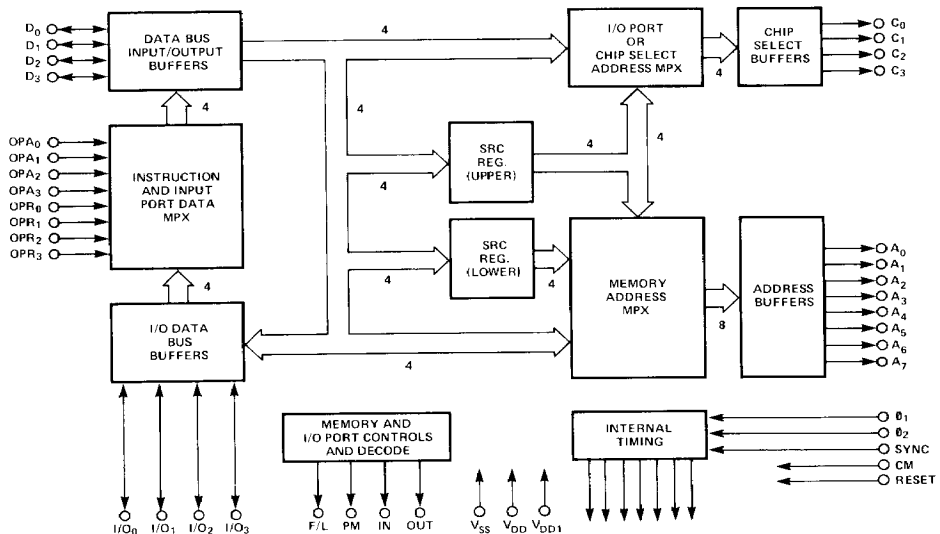 D0
D1
D2
D3
DATA BUS
INPUT/OUTPUT
BUFFERS
4
I/O PORT
OR
CHIP SELECT
ADDRESS MPX
4
CHIP
SELECT
BUFFERS
C0
C1
C2
C3
4
4
OPA0
OPA1
OPA2
OPA3
OPR0
OPR1
OPR2
OPR3
INSTRUCTION
AND INPUT
PORT DATA
MPX
4
SRC
REG.
(UPPER)
4
4
4
SRC
REG.
(LOWER)
4
4
I/O DATA
BUS
BUFFERS
4
MEMORY
ADDRESS
MPX
8
ADDRESS
BUFFERS
A0
A1
A2
A3
A4
A5
A6
A7
MEMORY AND
I/O PORT CONTROLS
AND DECODE
INTERNAL
TIMING
Ø1
Ø2
SYNC
CM
RESET
I/O0
I/O1
I/O2
I/O3
F/L
PM
IN
OUT
VSS
VDD
VDD1